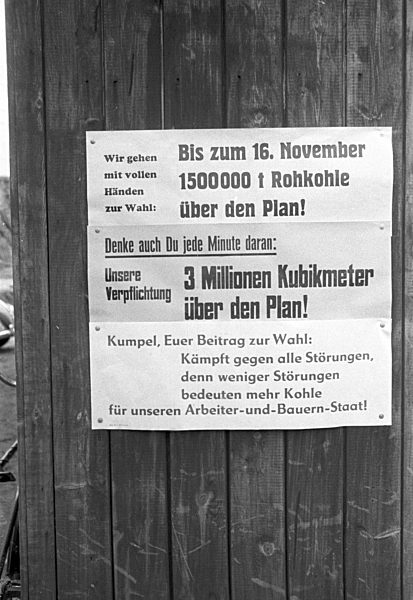 Wir gehen
mit vollen
Händen
zur Wahl:
Bis zum 16. November
1500000 t Rohkohle
über den Plan!
Denke auch Du jede Minute daran:
Unsere
Verpflichtung
3 Millionen Kubikmeter
über den Plan!
Kumpel, Euer Beitrag zur Wahl:
Kämpft gegen alle Störungen,
denn weniger Störungen
bedeuten mehr Kohle
für unseren Arbeiter-und-Bauern-Staat!